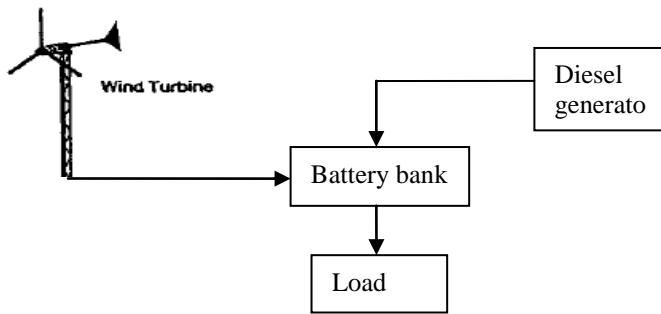 Wind Turbine
Diesel
generato
Battery bank
Load